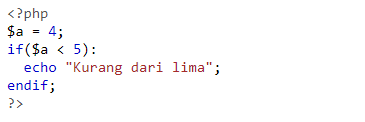 <?php
$a = 4;
if($a < 5):
  echo "Kurang dari lima";
endif;
?>